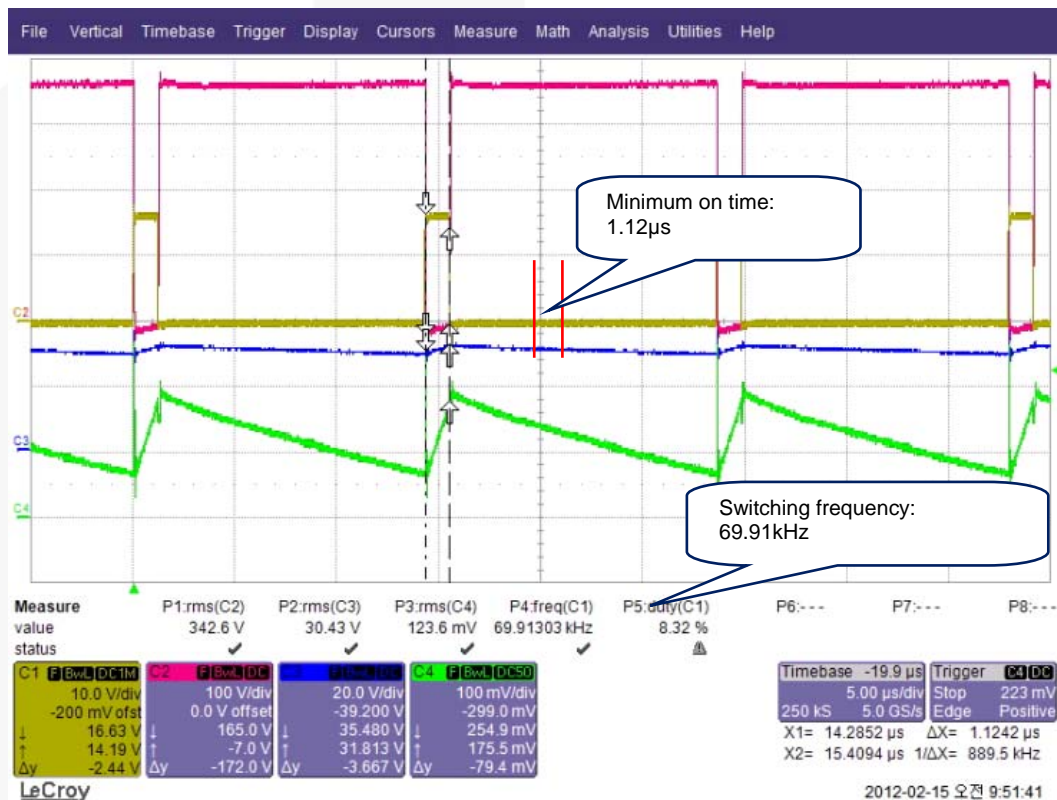 File Vertical Timebase Trigger Display Cursors Measure Math Analysis Utilities Help
Minimum on time:
1.12µs
C2
C3
C4
Switching frequency:
69.91kHz
Measure P1:rms(C2) P2:rms(C3) P3:rms(C4) P4:freq(C1) P5:duty(C1) P6:--- P7:--- P8:---
value 342.6 V 30.43 V 123.6 mV 69.91303 kHz 8.32 %
status
C1 F BwL DC1M
10.0 V/div
-200 mV ofst
↓ 16.63 V
↑ 14.19 V
Δy -2.44 V
C2 F BwL DC
100 V/div
0.0 V offset
↓ 165.0 V
↑ -7.0 V
Δy -172.0 V
F BwL DC
20.0 V/div
-39.200 V
↓ 35.480 V
↑ 31.813 V
Δy -3.667 V
C4 F BwL DC50
100 mV/div
-299.0 mV
↓ 254.9 mV
↑ 175.5 mV
Δy -79.4 mV
Timebase -19.9 µs
5.00 µs/div
250 kS 5.0 GS/s
Trigger C4 DC
Stop 223 mV
Edge Positive
X1= 14.2852 µs ΔX= 1.1242 µs
X2= 15.4094 µs 1/ΔX= 889.5 kHz
LeCroy
2012-02-15 오전 9:51:41